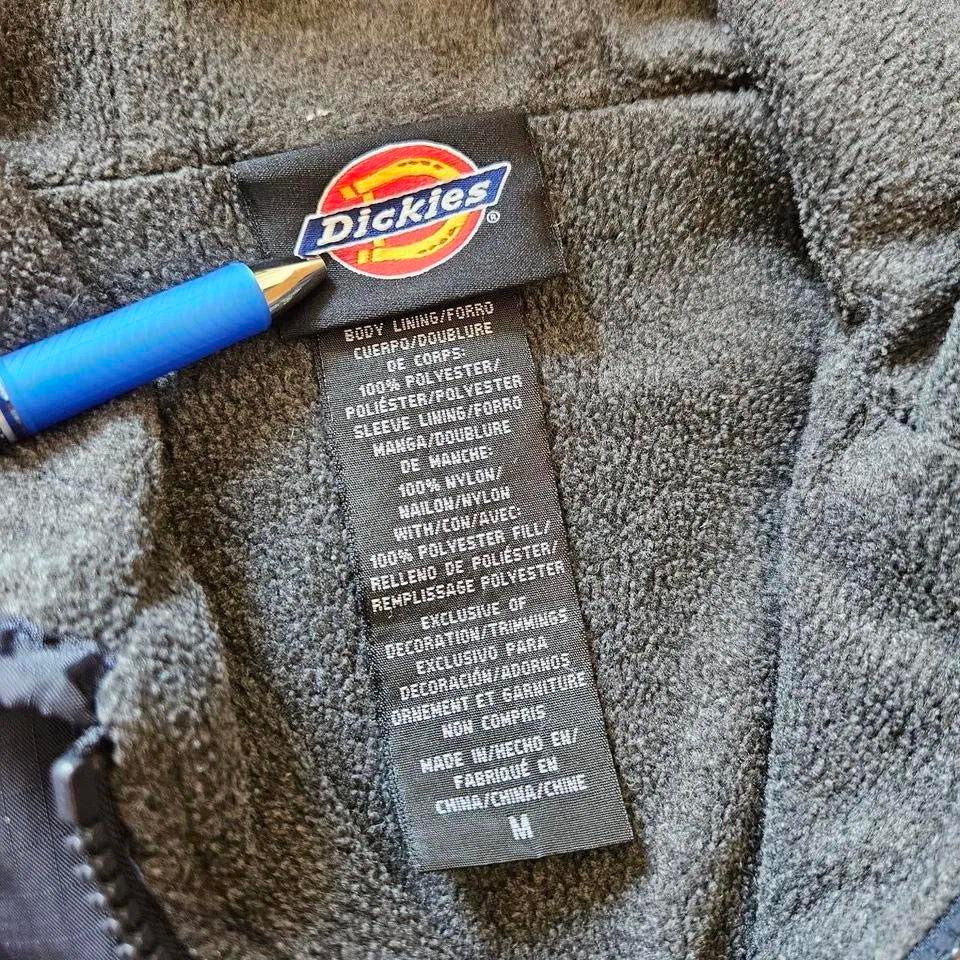 Dickies®
BODY LINING/FORRO
CUERPO/DOUBLURE
DE CORPS:
100% POLYESTER/
POLIÉSTER/POLYESTER
SLEEVE LINING/FORRO
MANGA/DOUBLURE
DE MANCHE:
100% NYLON/
NAILON/NYLON
WITH/CON/AVEC:
100% POLYESTER FILL/
RELLENO DE POLIÉSTER/
REMPLISSAGE POLYESTER
EXCLUSIVE OF
DECORATION/TRIMMINGS
EXCLUSIVO PARA
DECORACIÓN/ADORNOS
ORNEMENT ET GARNITURE
NON COMPRIS
MADE IN/HECHO EN/
FABRIQUÉ EN
CHINA/CHINA/CHINE
M